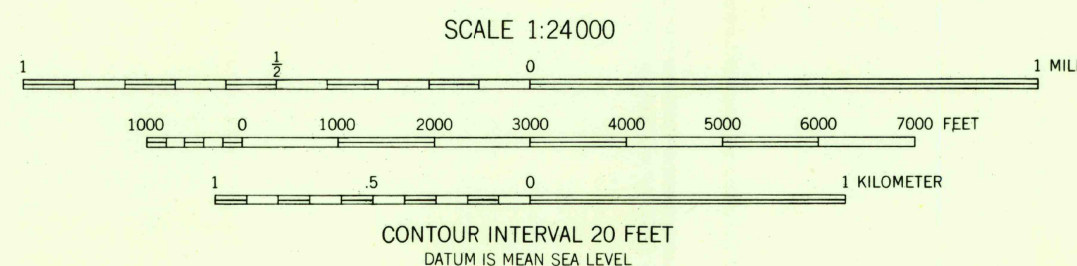 SCALE 1:24000
1 1/2 0 1 MILE
1000 0 1000 2000 3000 4000 5000 6000 7000 FEET
1 .5 0 1 KILOMETER
CONTOUR INTERVAL 20 FEET
DATUM IS MEAN SEA LEVEL